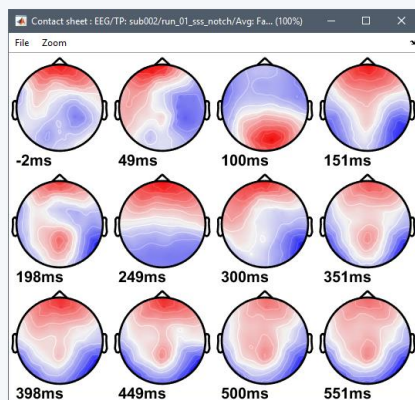 Contact sheet : EEG/TP: sub002/run_01_sss_notch/Avg: Fa... (100%)
File Zoom
-2ms 49ms 100ms 151ms
198ms 249ms 300ms 351ms
398ms 449ms 500ms 551ms